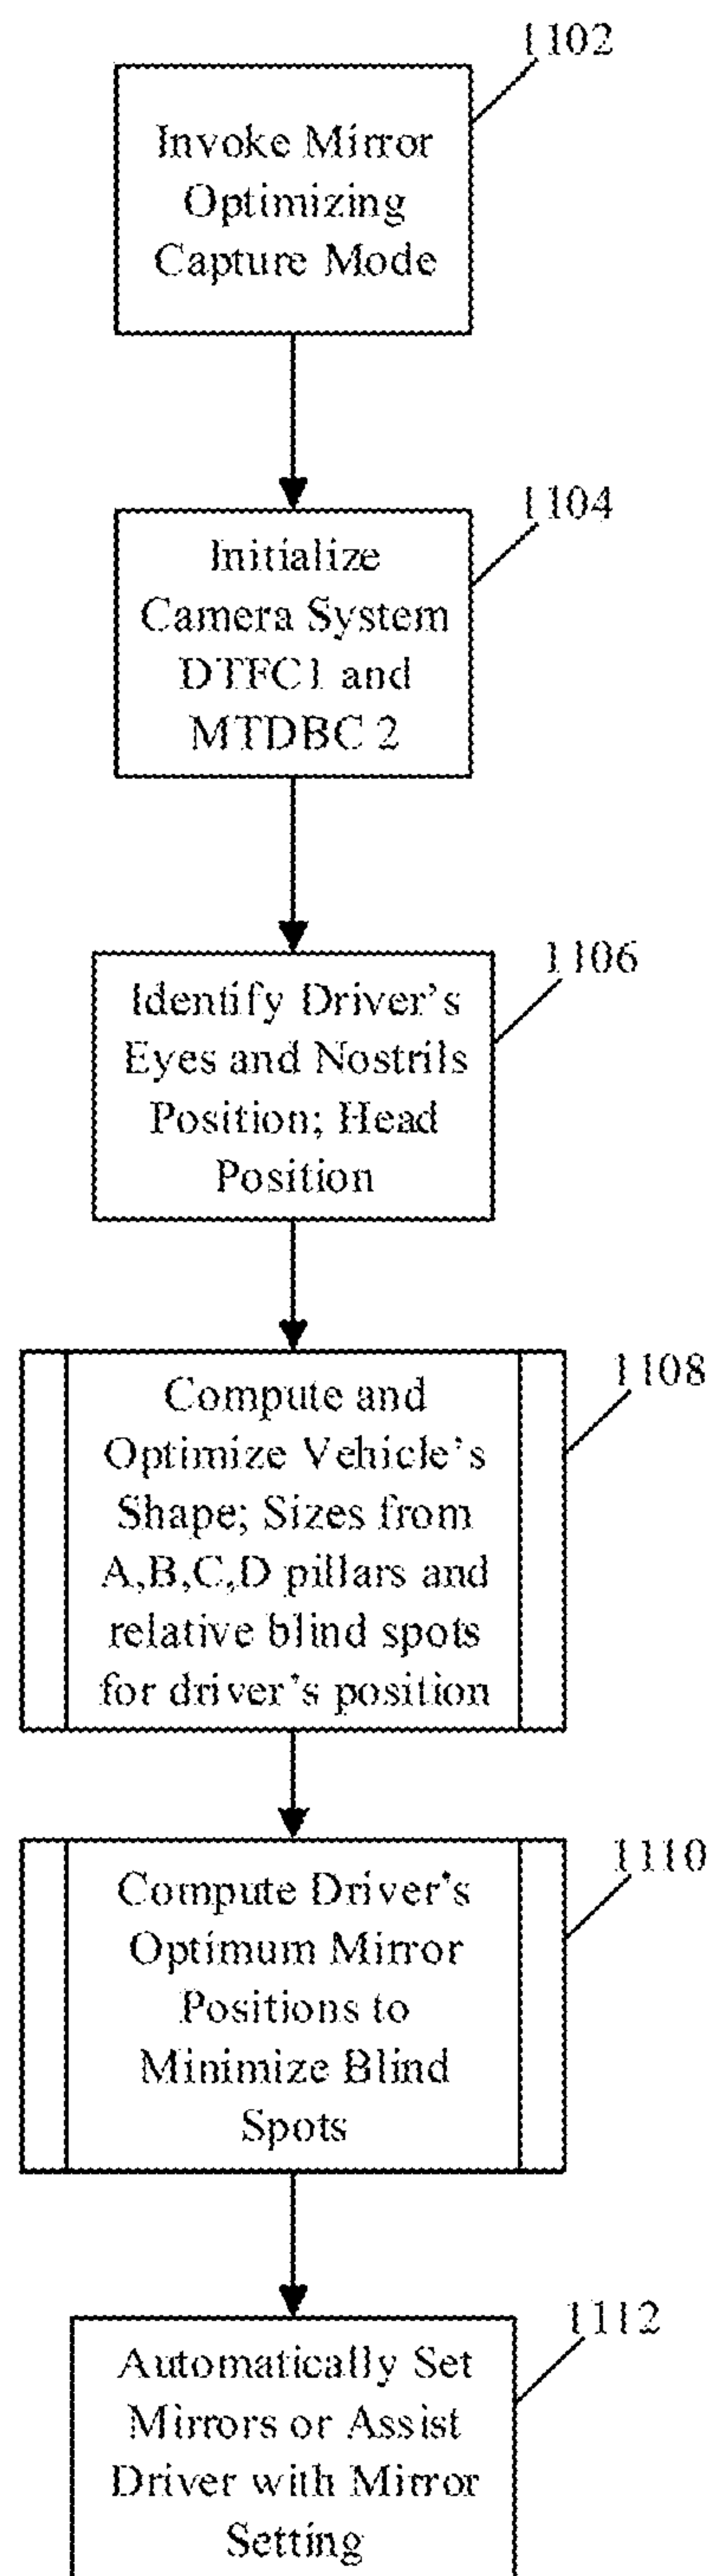 1102
Invoke Mirror
Optimizing
Capture Mode
1104
Initialize
Camera System
DTFC1 and
MTDBC 2
1106
Identify Driver's
Eyes and Nostrils
Position; Head
Position
1108
Compute and
Optimize Vehicle's
Shape; Sizes from
A,B,C,D pillars and
relative blind spots
for driver's position
1110
Compute Driver's
Optimum Mirror
Positions to
Minimize Blind
Spots
1112
Automatically Set
Mirrors or Assist
Driver with Mirror
Setting